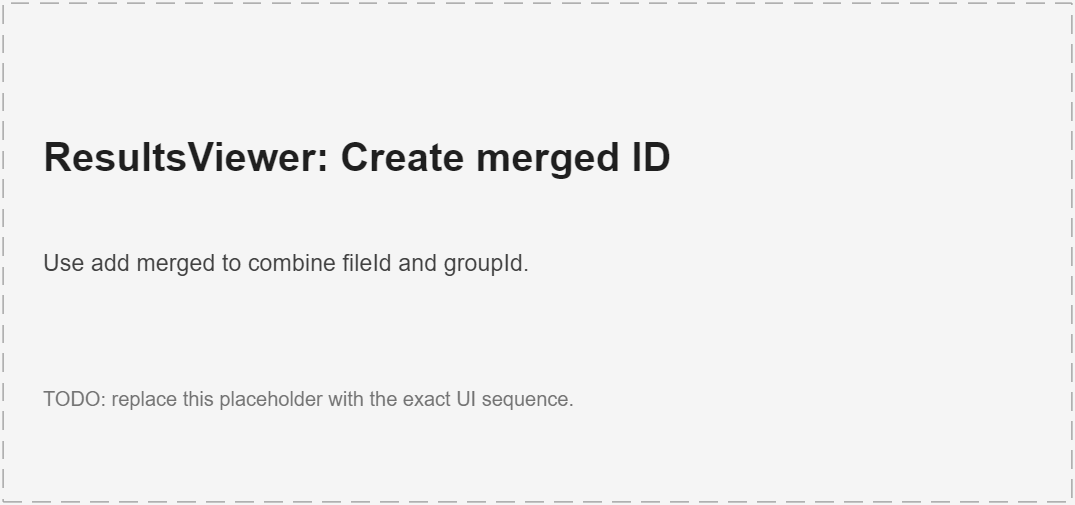 ResultsViewer: Create merged ID
Use add merged to combine fileId and groupId.
TODO: replace this placeholder with the exact UI sequence.